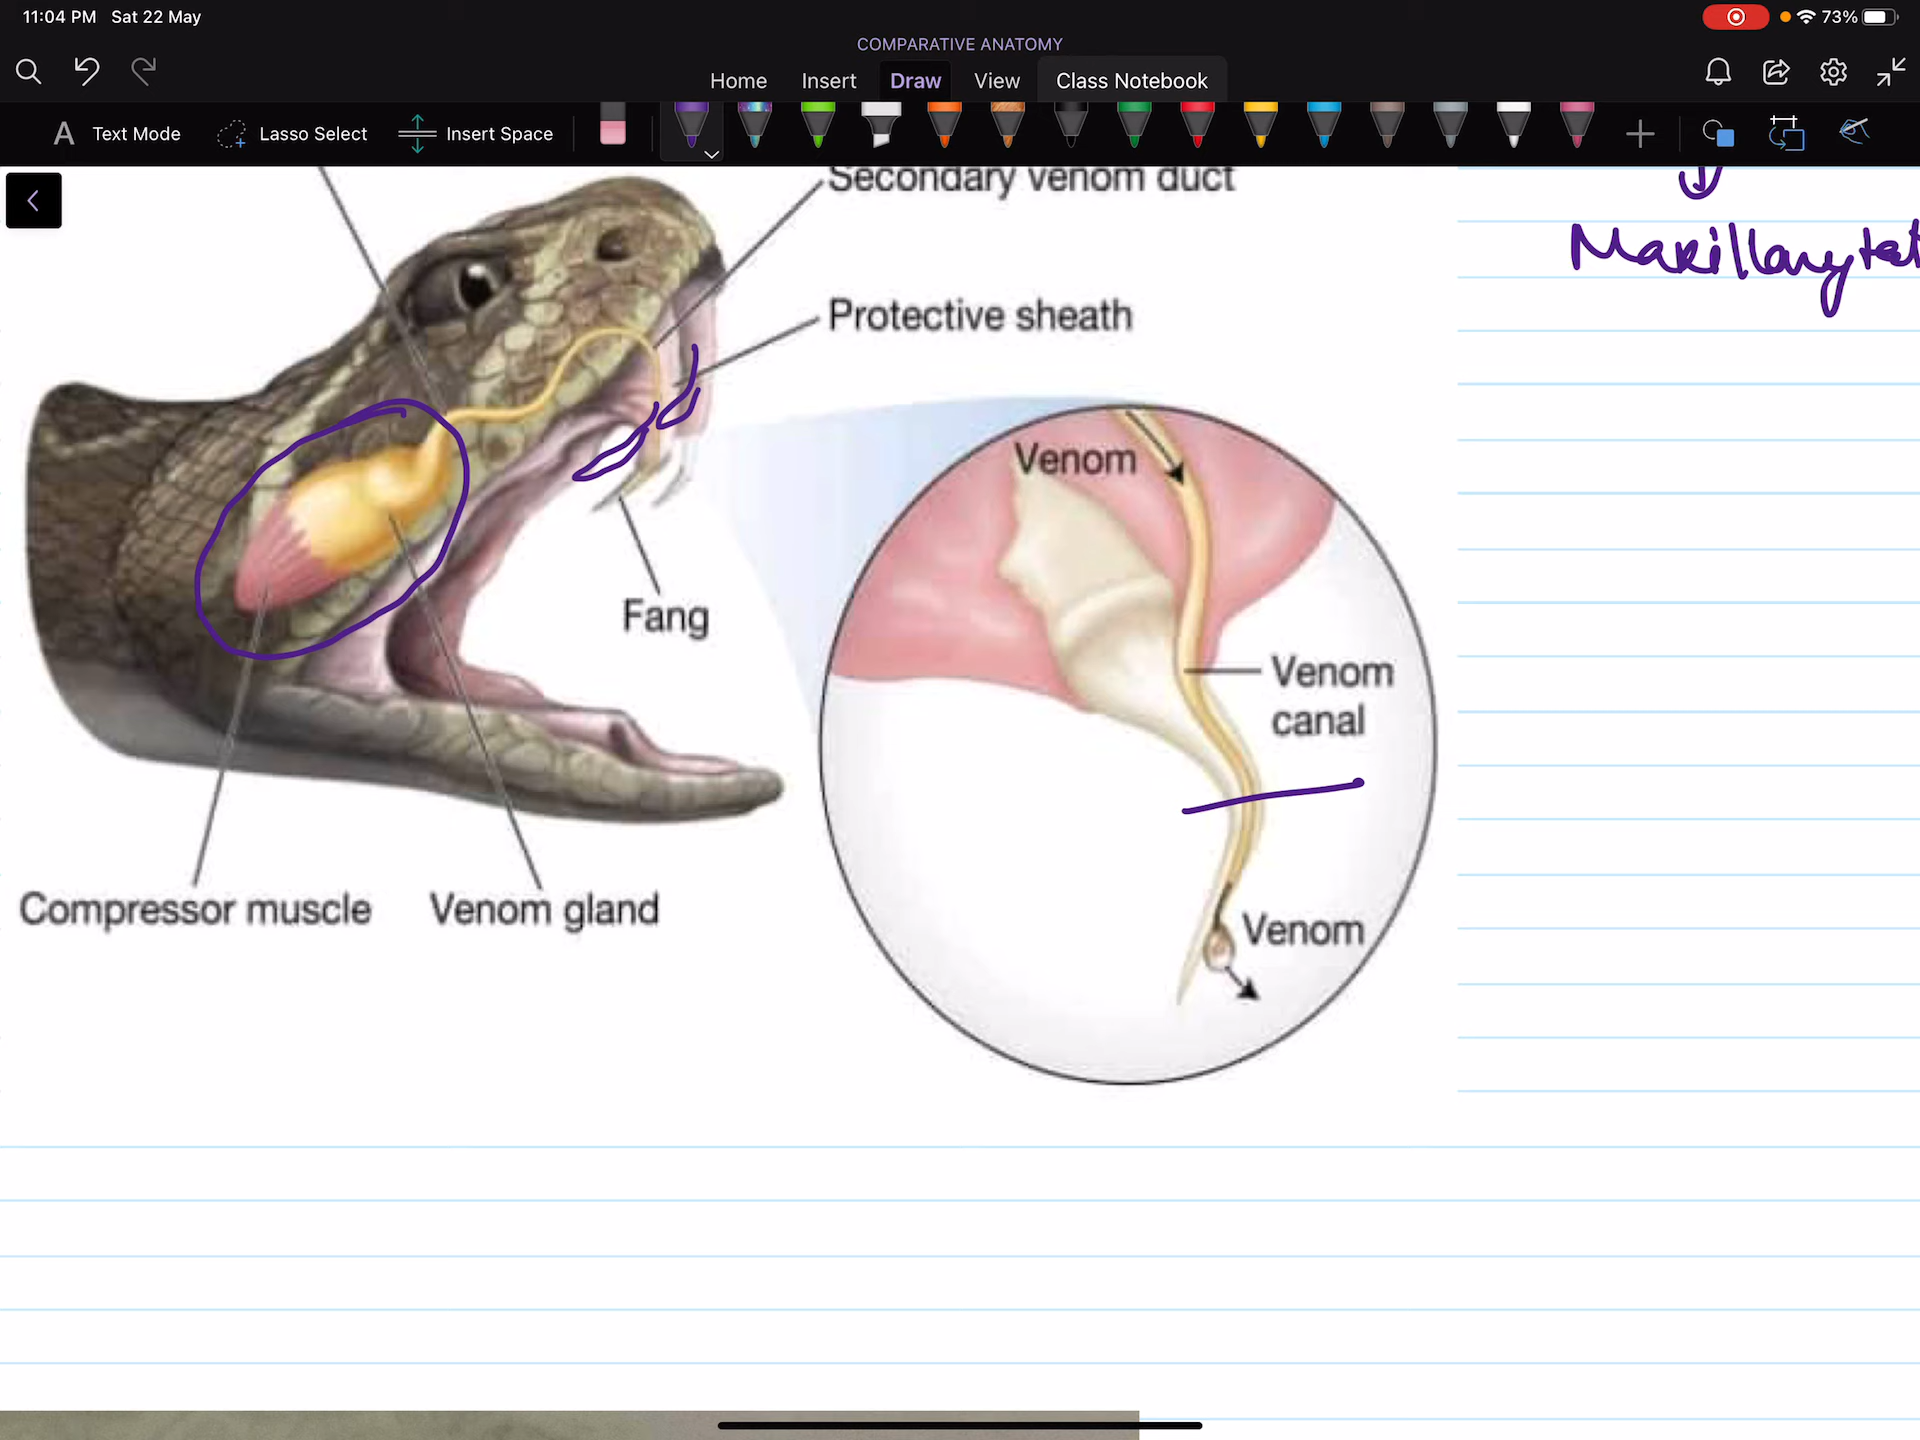 11:04 PM Sat 22 May
73%
COMPARATIVE ANATOMY
Home Insert Draw View Class Notebook
A Text Mode Lasso Select Insert Space
Secondary venom duct
Maxillary
Protective sheath
Venom
Fang
Venom
canal
Compressor muscle Venom gland
Venom